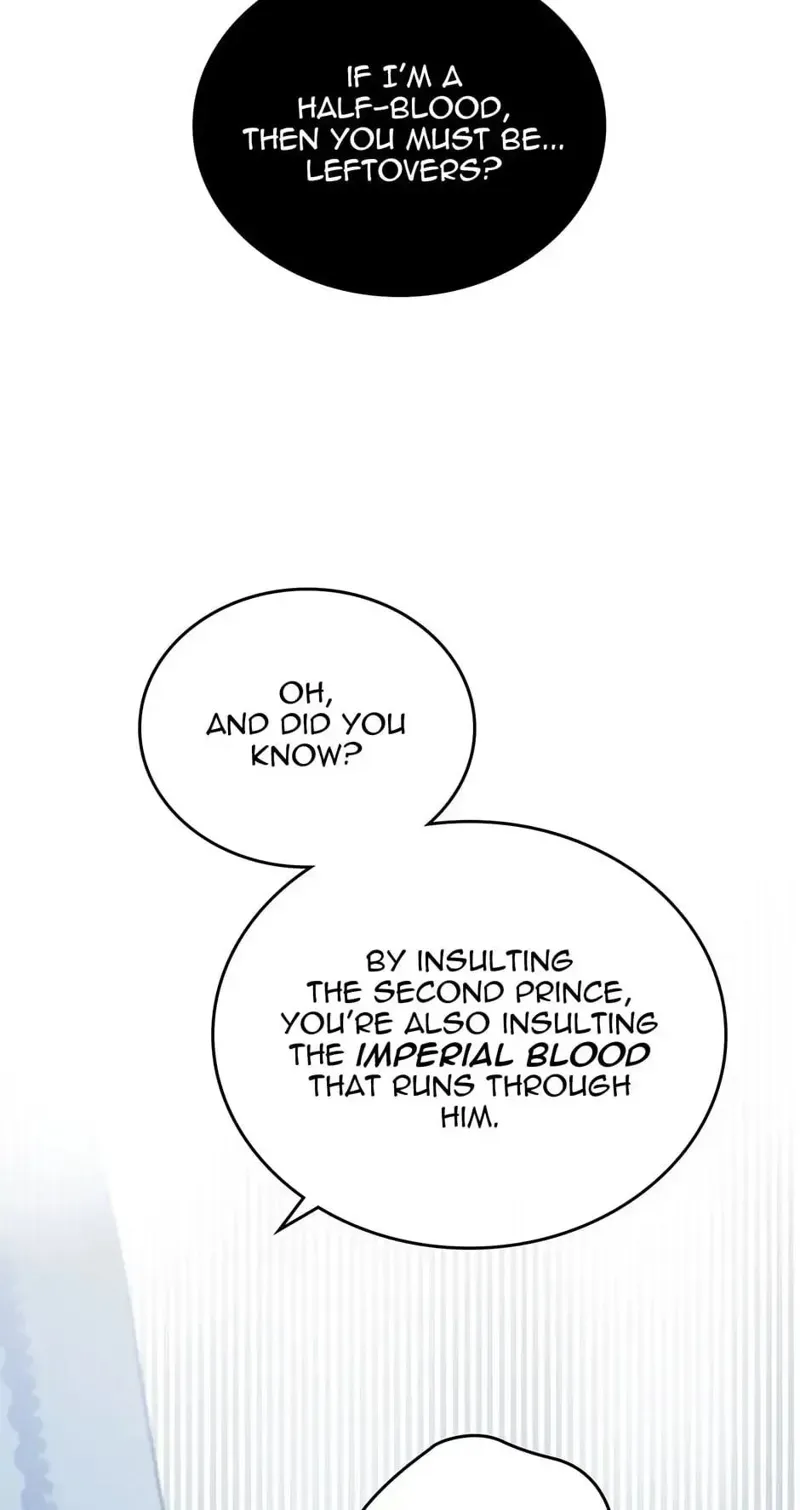 IF I'M A
HALF-BLOOD,
THEN YOU MUST BE...
LEFTOVERS?
OH,
AND DID YOU
KNOW?
BY INSULTING
THE SECOND PRINCE,
YOU'RE ALSO INSULTING
THE IMPERIAL BLOOD
THAT RUNS THROUGH
HIM.